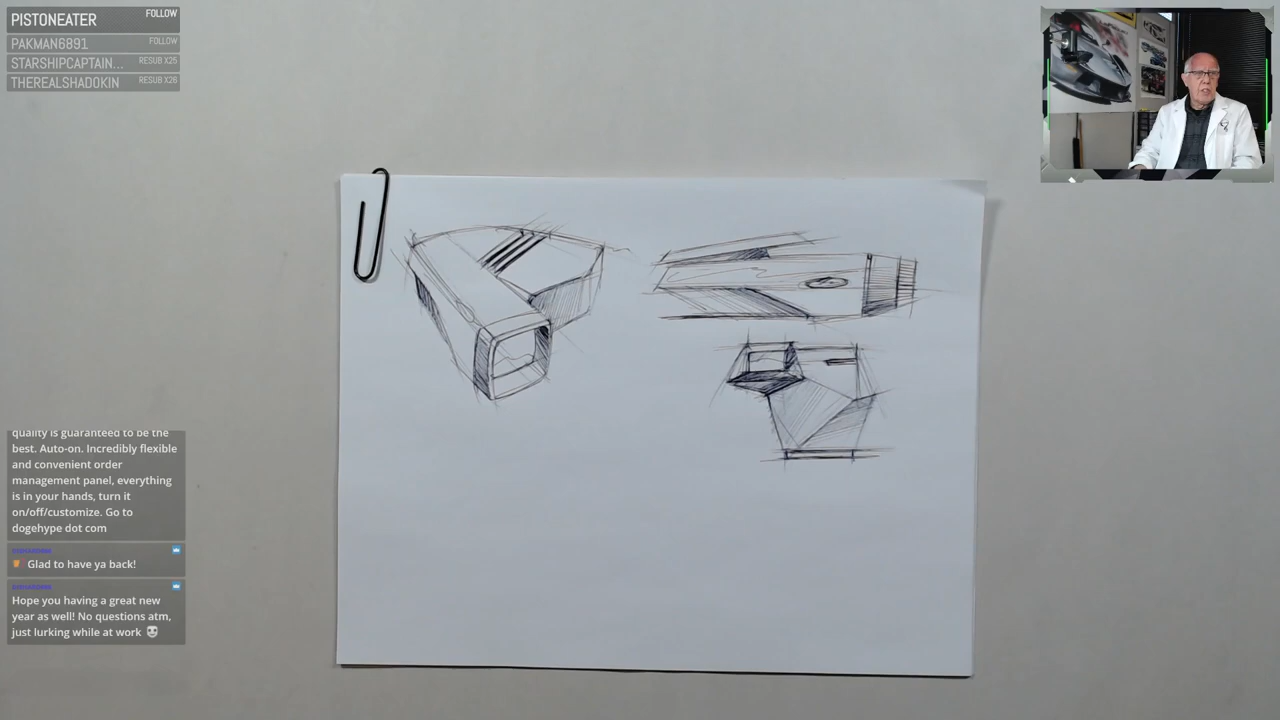 PISTONEATER FOLLOW
PAKMAN6891 FOLLOW
STARSHIPCAPTAIN... RESUB X25
THEREALSHADOKIN RESUB X26
quality is guaranteed to be the
best. Auto-on. Incredibly flexible
and convenient order
management panel, everything
is in your hands, turn it
on/off/customize. Go to
dogehype dot com
Glad to have ya back!
Hope you having a great new
year as well! No questions atm,
just lurking while at work